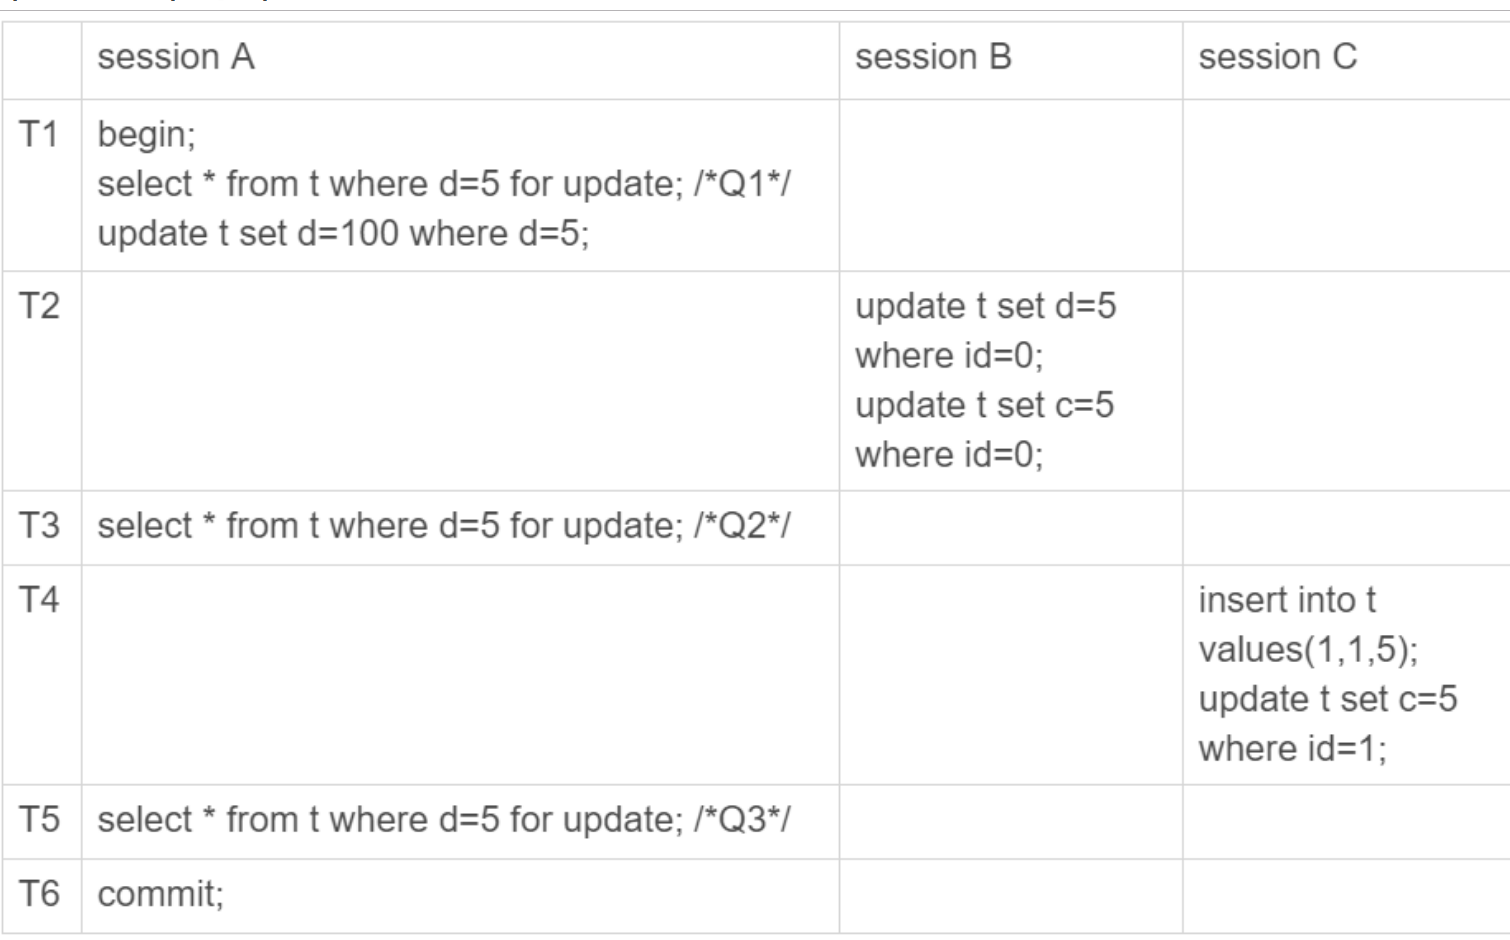 session A
session B
session C
T1
begin;
select * from t where d=5 for update; /*Q1*/
update t set d=100 where d=5;
T2
update t set d=5
where id=0;
update t set c=5
where id=0;
T3
select * from t where d=5 for update; /*Q2*/
T4
insert into t
values(1,1,5);
update t set c=5
where id=1;
T5
select * from t where d=5 for update; /*Q3*/
T6
commit;